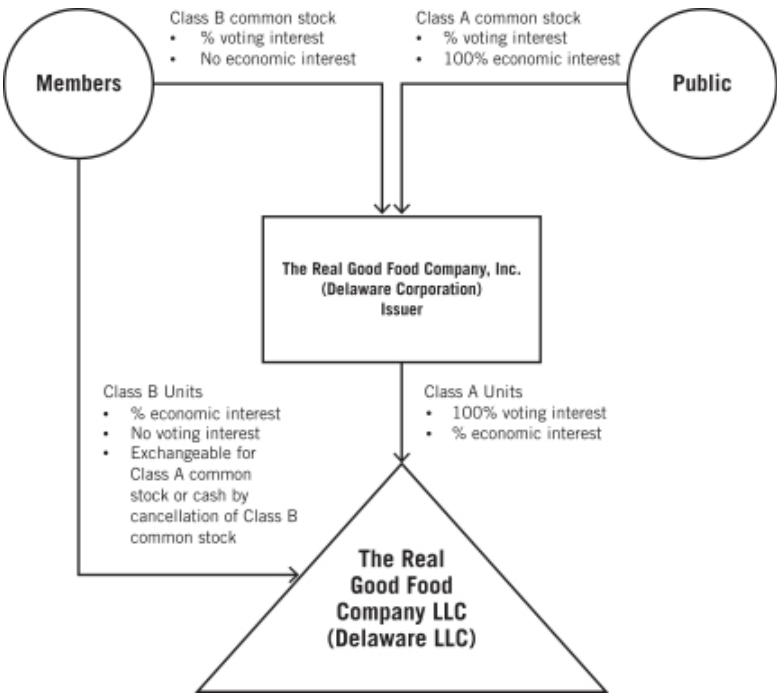 Class B common stock
• % voting interest
• No economic interest
Class A common stock
• % voting interest
• 100% economic interest
Members
Public
The Real Good Food Company, Inc.
(Delaware Corporation)
Issuer
Class B Units
• % economic interest
• No voting interest
• Exchangeable for
Class A common
stock or cash by
cancellation of Class B
common stock
Class A Units
• 100% voting interest
• % economic interest
The Real
Good Food
Company LLC
(Delaware LLC)